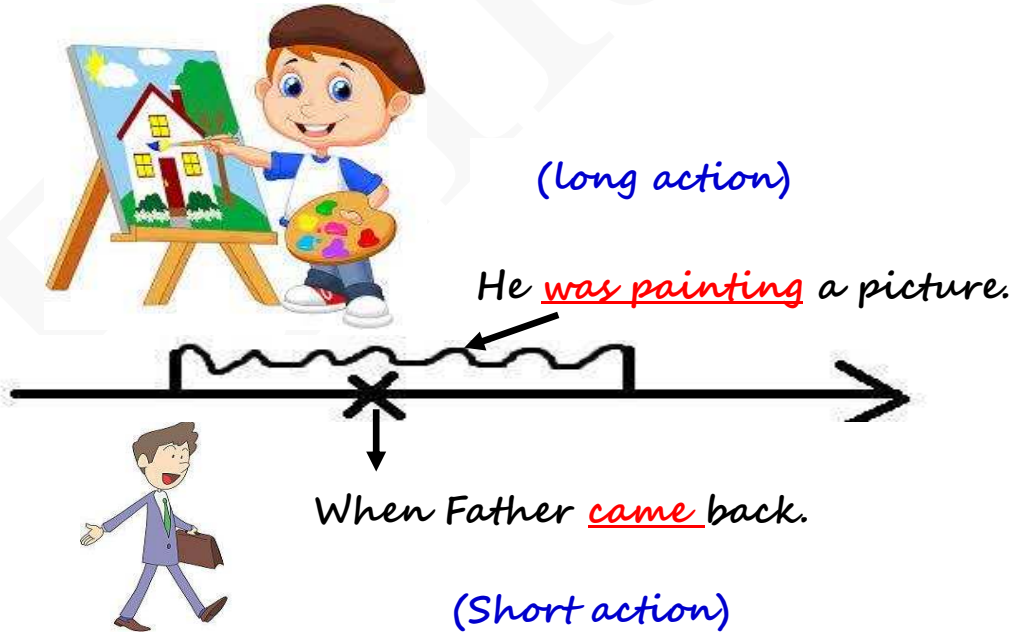 (long action)
He was painting a picture.
When Father came back.
(Short action)